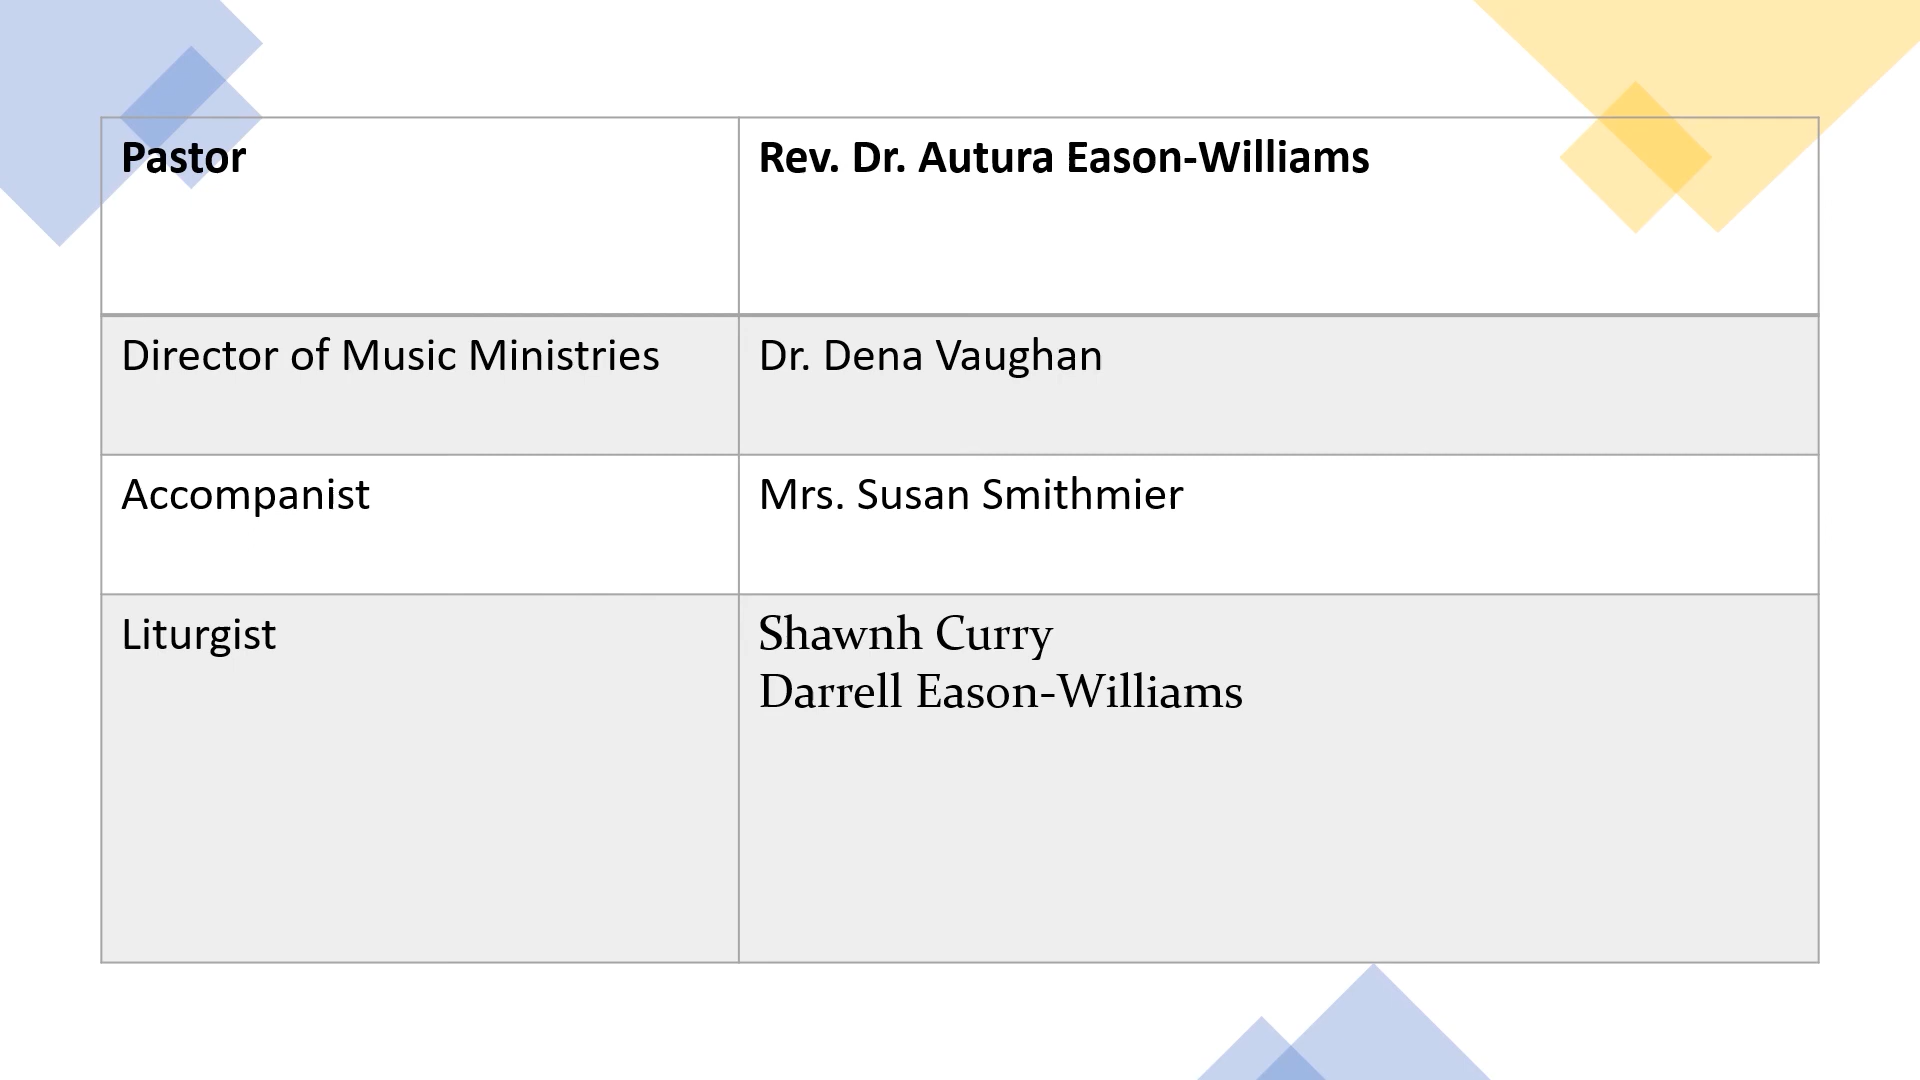 Pastor
Rev. Dr. Autura Eason-Williams
Director of Music Ministries
Dr. Dena Vaughan
Accompanist
Mrs. Susan Smithmier
Liturgist
Shawnh Curry
Darrell Eason-Williams